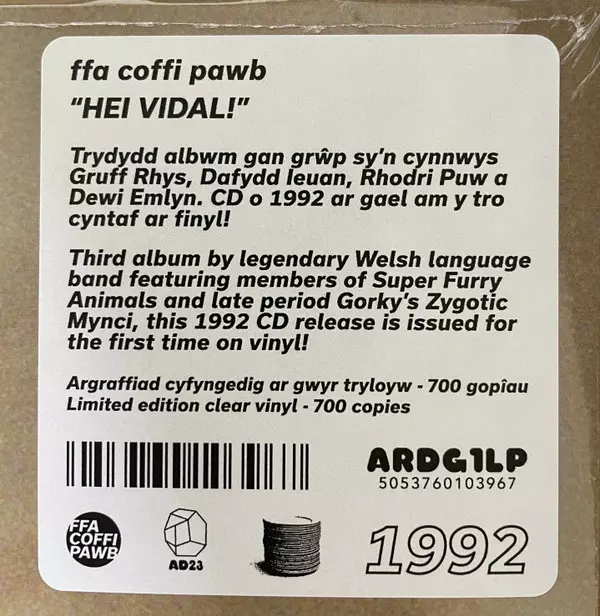 ffa coffi pawb
“HEI VIDAL!”
Trydydd albwm gan grŵp sy'n cynnwys
Gruff Rhys, Dafydd Ieuan, Rhodri Puw a
Dewi Emlyn. CD o 1992 ar gael am y tro
cyntaf ar finyl!
Third album by legendary Welsh language
band featuring members of Super Furry
Animals and late period Gorky's Zygotic
Mynci, this 1992 CD release is issued for
the first time on vinyl!
Argraffiad cyfyngedig ar gwyr tryloyw - 700 gopïau
Limited edition clear vinyl - 700 copies
ARDG1LP
5053760103967
FFA
COFFI
PAWB
AD23
1992